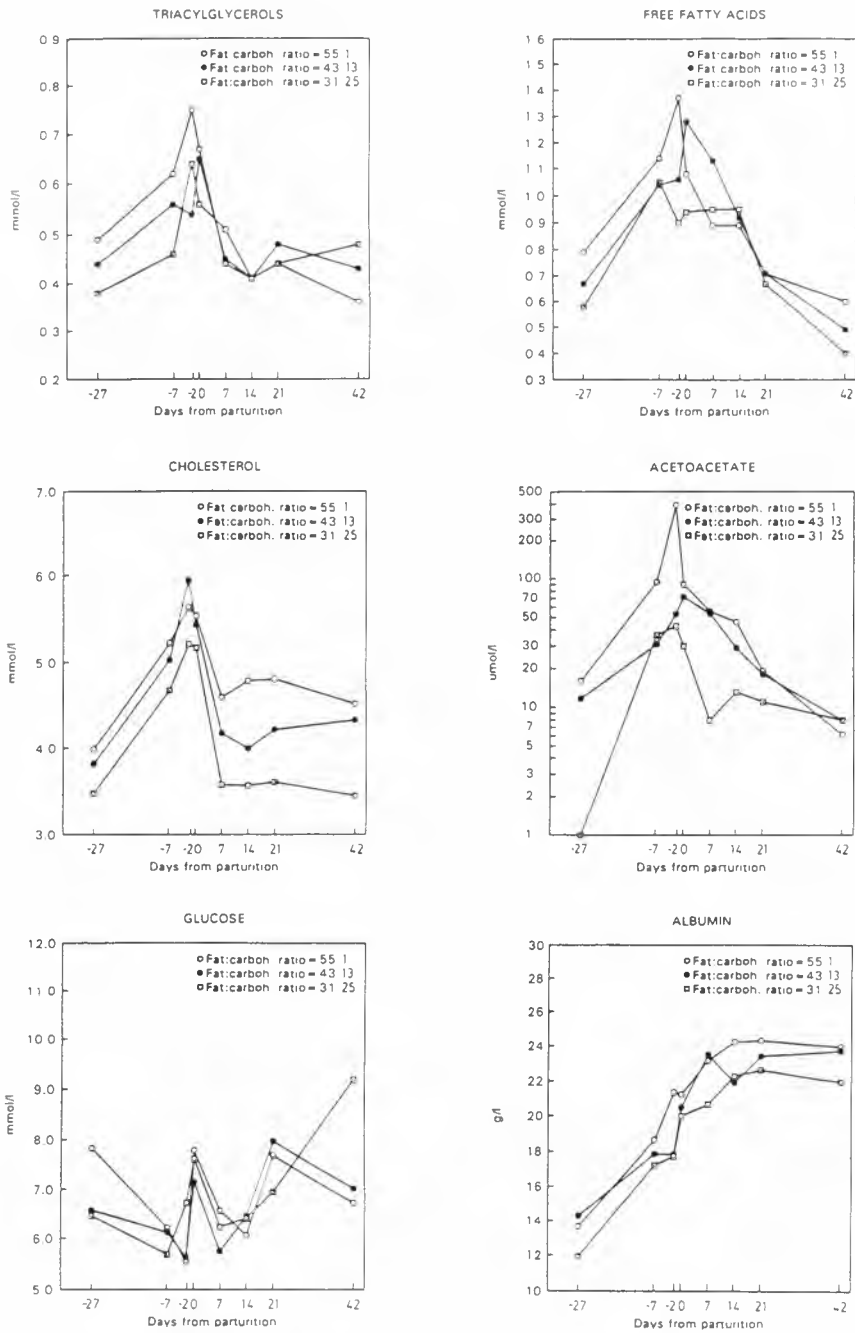 TRIACYLGLYCEROLS
0.9
0.8
0.7
0.6
0.5
0.4
0.3
0.2
mmol/l
Fat carboh ratio = 55 1
Fat carboh ratio = 43 13
Fat:carboh ratio = 31 25
-27 -7 -2 0 7 14 21 42
Days from parturition
FREE FATTY ACIDS
1 6
1 5
1 4
1 3
1 2
1 1
1 0
0 9
0 8
0 7
0 6
0 5
0 4
0 3
mmol/l
Fat:carboh ratio = 55 1
Fat:carboh ratio = 43 13
Fat:carboh ratio = 31 25
-27 -7 -2 0 7 14 21 42
Days from parturition
CHOLESTEROL
7.0
6.0
5.0
4.0
3.0
mmol/l
Fat carboh. ratio = 55 1
Fat:carboh. ratio = 43 13
Fat:carboh. ratio = 31 25
-27 -7 -2 0 7 14 21 42
Days from parturition
ACETOACETATE
500
400
300
200
100
70
50
30
20
10
7
5
4
3
2
1
umol/l
Fat:carboh. ratio = 55 1
Fat:carboh. ratio = 43 13
Fat:carboh. ratio = 31 25
-27 -7 -2 0 7 14 21 42
Days from parturition
GLUCOSE
12.0
11.0
10.0
9.0
8.0
7.0
6.0
5.0
mmol/l
Fat:carboh ratio = 55 1
Fat:carboh ratio = 43 13
Fat:carboh ratio = 31 25
-27 -7 -2 0 7 14 21 42
Days from parturition
ALBUMIN
30
28
26
24
22
20
18
16
14
12
10
g/l
Fat:carboh ratio = 55 1
Fat:carboh ratio = 43 13
Fat:carboh. ratio = 31 25
-27 -7 -2 0 7 14 21 42
Days from parturition